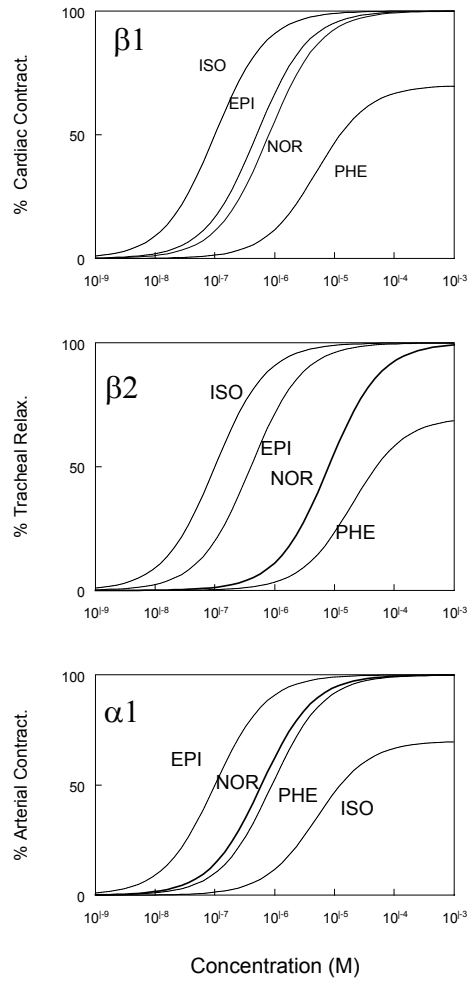 β1
% Cardiac Contract.
100
50
0
ISO
EPI
NOR
PHE
10|-9 10|-8 10|-7 10|-6 10|-5 10|-4 10|-3
β2
% Tracheal Relax.
100
50
0
ISO
EPI
NOR
PHE
10|-9 10|-8 10|-7 10|-6 10|-5 10|-4 10|-3
α1
% Arterial Contract.
100
50
0
EPI
NOR
PHE
ISO
10|-9 10|-8 10|-7 10|-6 10|-5 10|-4 10|-3
Concentration (M)